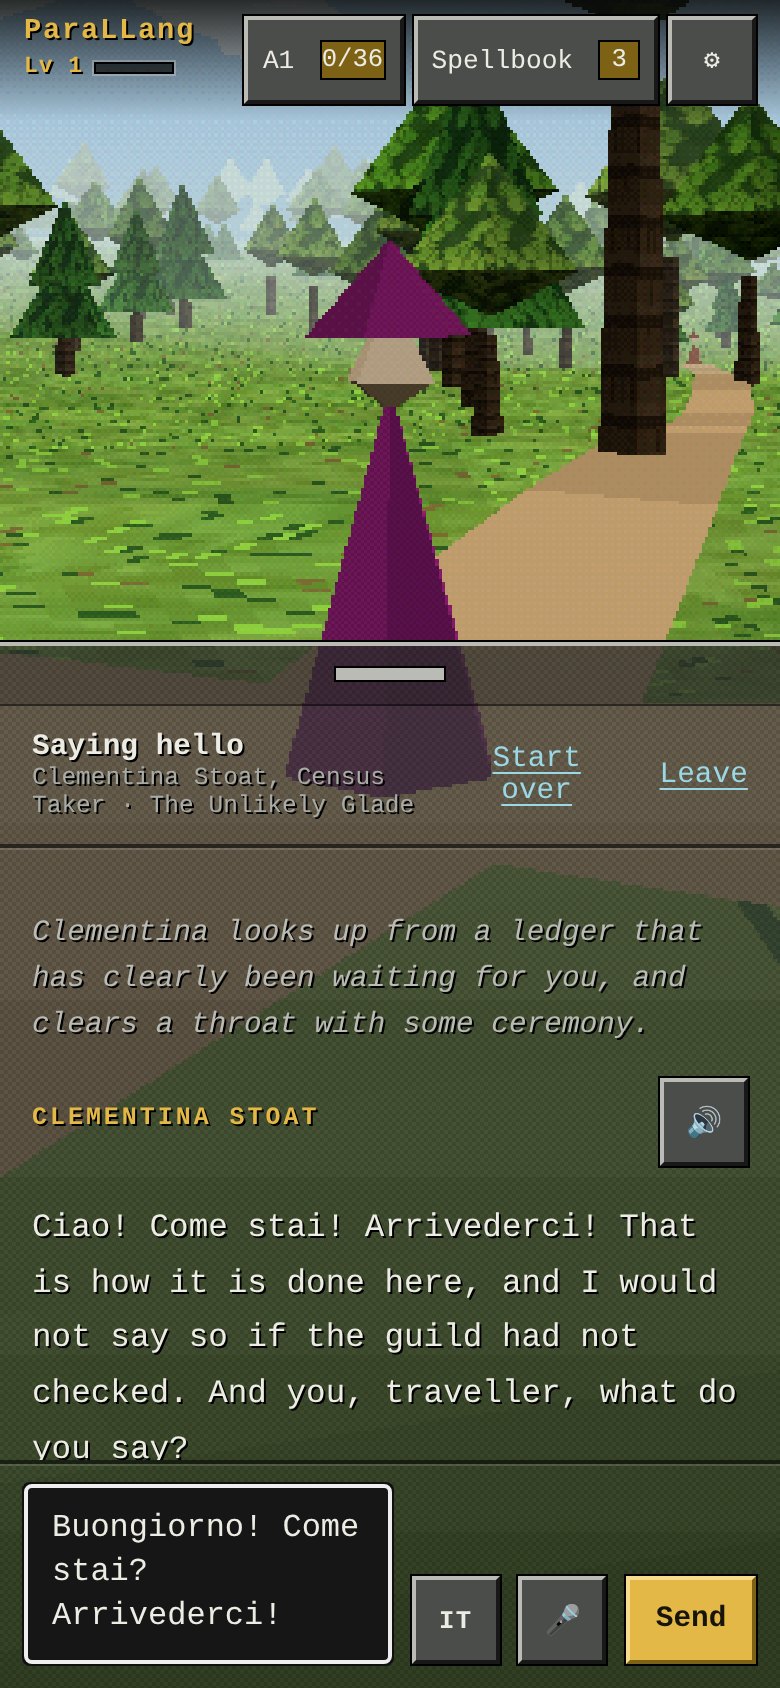 ParaLLang
Lv 1
A1 0/36
Spellbook 3
⚙
Saying hello
Clementina Stoat, Census
Taker · The Unlikely Glade
Start
over
Leave
Clementina looks up from a ledger that
has clearly been waiting for you, and
clears a throat with some ceremony.
CLEMENTINA STOAT
Ciao! Come stai! Arrivederci! That
is how it is done here, and I would
not say so if the guild had not
checked. And you, traveller, what do
you say?
Buongiorno! Come
stai?
Arrivederci!
IT
Send